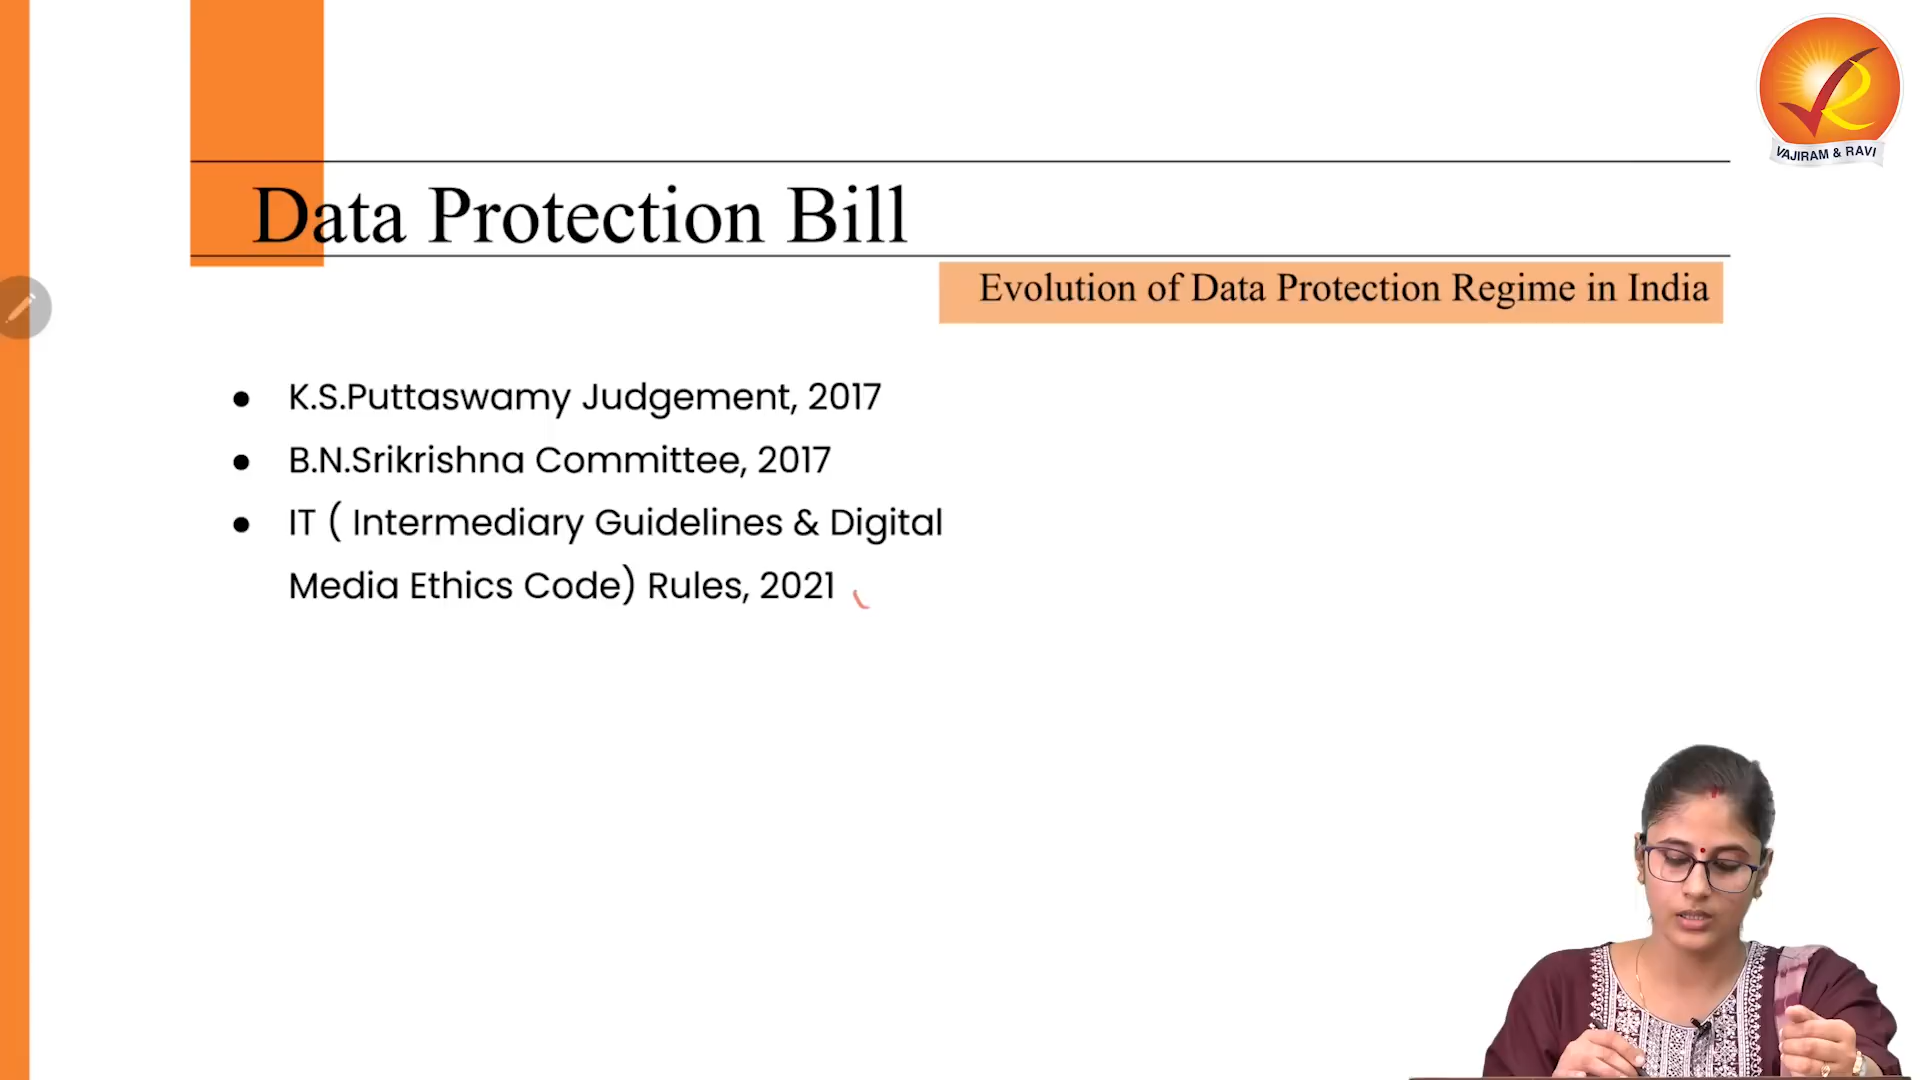 VAJIRAM & RAVI
Data Protection Bill
Evolution of Data Protection Regime in India
● K.S.Puttaswamy Judgement, 2017
● B.N.Srikrishna Committee, 2017
● IT ( Intermediary Guidelines & Digital
Media Ethics Code) Rules, 2021